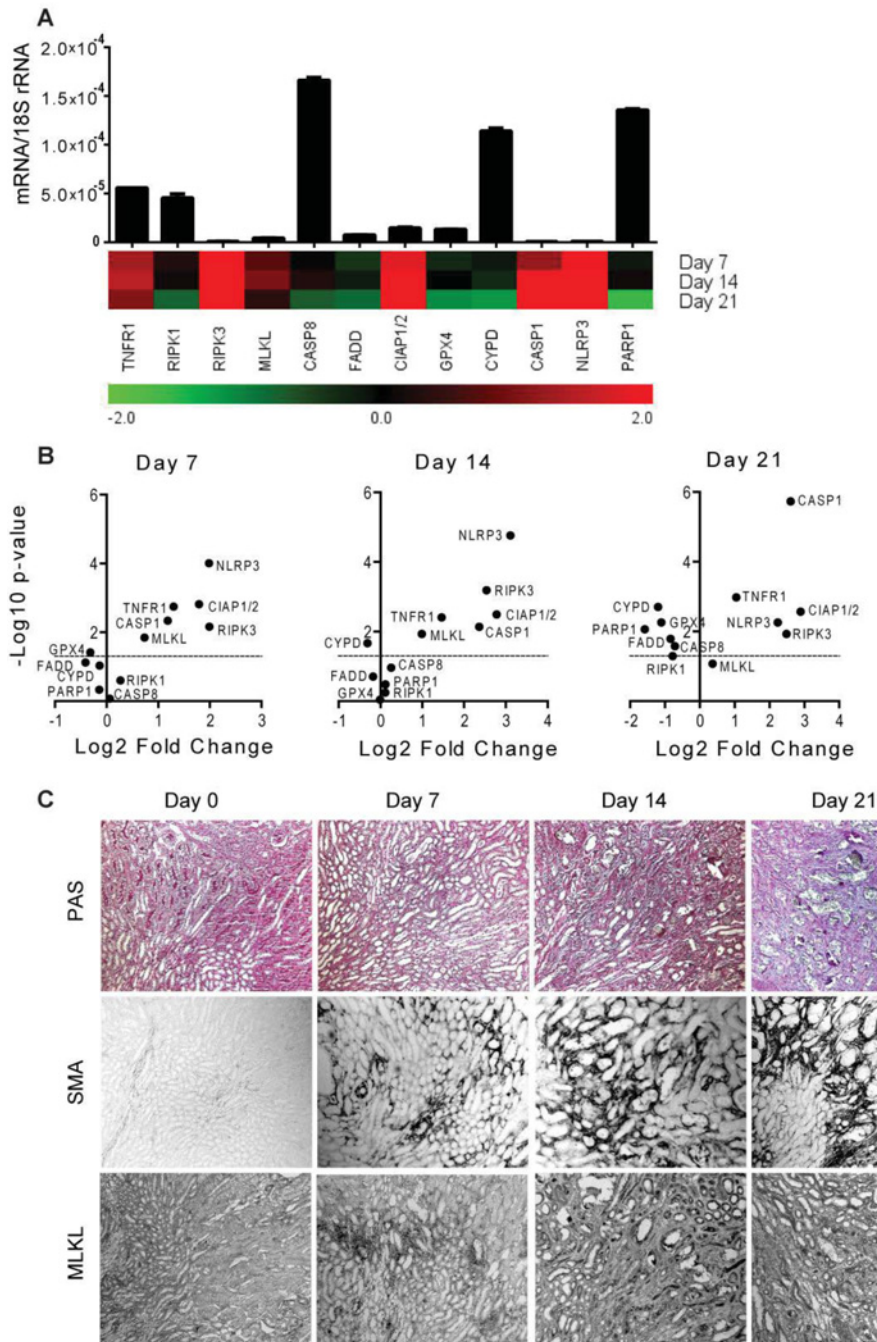 A
mRNA/18S rRNA
2.0×10⁻⁴
1.5×10⁻⁴
1.0×10⁻⁴
5.0×10⁻⁵
0
Day 7
Day 14
Day 21
TNFR1 RIPK1 RIPK3 MLKL CASP8 FADD CIAP1/2 GPX4 CYPD CASP1 NLRP3 PARP1
-2.0 0.0 2.0
B
Day 7 Day 14 Day 21
-Log10 p-value
6
4
2
NLRP3
TNFR1 CIAP1/2
CASP1
RIPK3
MLKL
GPX4
FADD
CYPD
RIPK1
PARP1
CASP8
-1 0 1 2 3
Log2 Fold Change
6
4
2
NLRP3
RIPK3
TNFR1
CIAP1/2
CASP1
MLKL
CYPD
CASP8
FADD
PARP1
GPX4 RIPK1
-1 0 1 2 3 4
Log2 Fold Change
6
4
2
CASP1
TNFR1
CYPD
CIAP1/2
GPX4
NLRP3
PARP1
RIPK3
FADD
CASP8
RIPK1
MLKL
-2 -1 0 1 2 3 4
Log2 Fold Change
C
Day 0 Day 7 Day 14 Day 21
PAS
SMA
MLKL